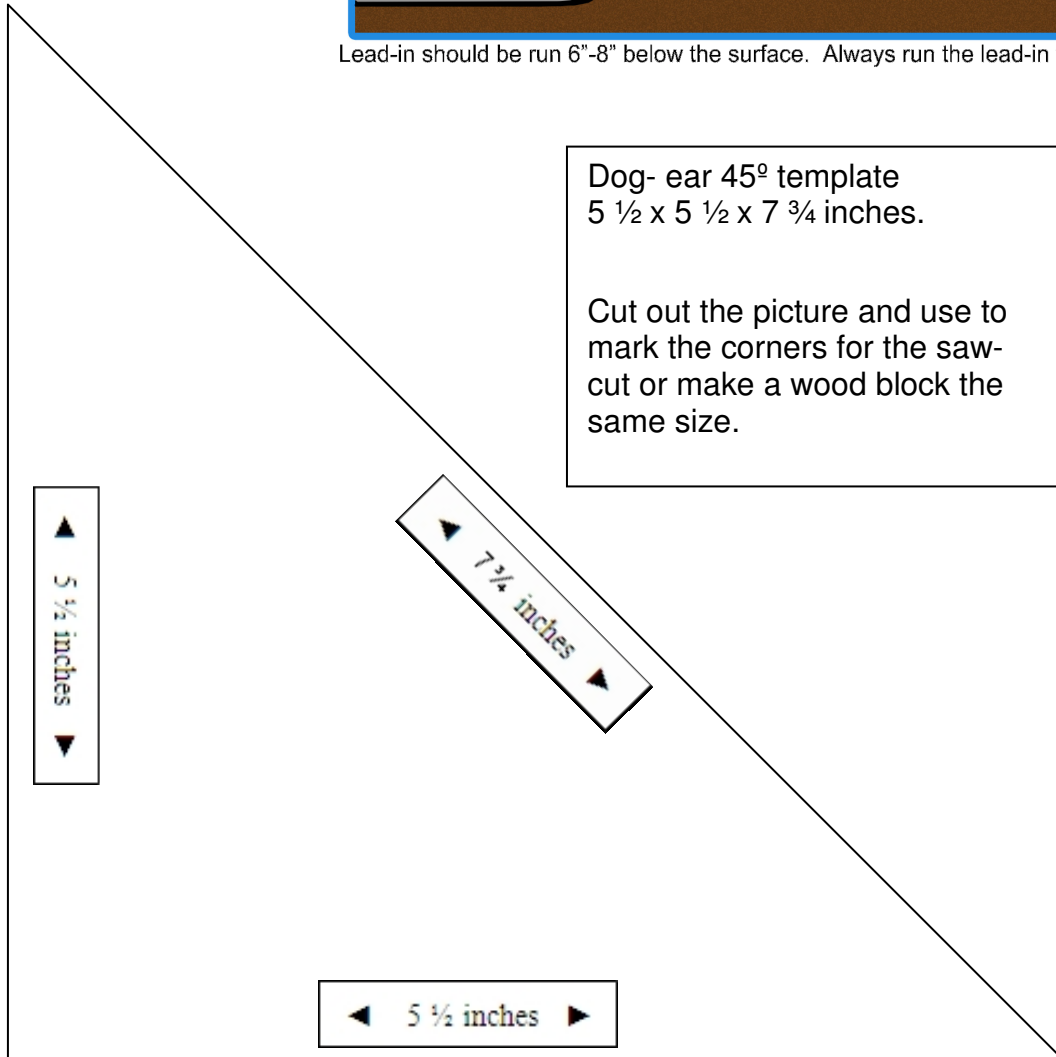 Lead-in should be run 6”-8” below the surface.  Always run the lead-in
Dog- ear 45º template
5 ½ x 5 ½ x 7 ¾ inches.
Cut out the picture and use to
mark the corners for the saw-
cut or make a wood block the
same size.
◄ 7 ¾ inches ►
◄ 5 ½ inches ►
◄ 5 ½ inches ►